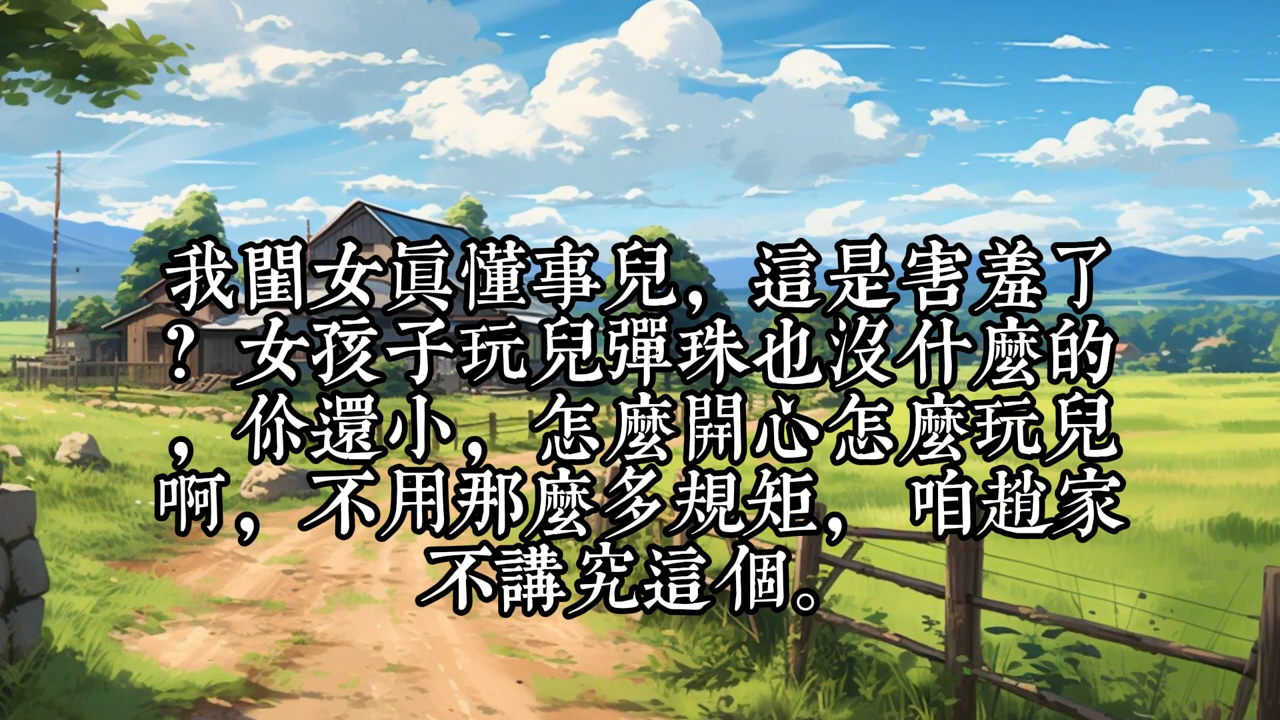 我閨女眞懂事兒，這是害羞了
？女孩子玩兒彈珠也沒什麼的
，你還小，怎麼開心怎麼玩兒
啊，不用那麼多規矩，咱趙家
不講究這個。